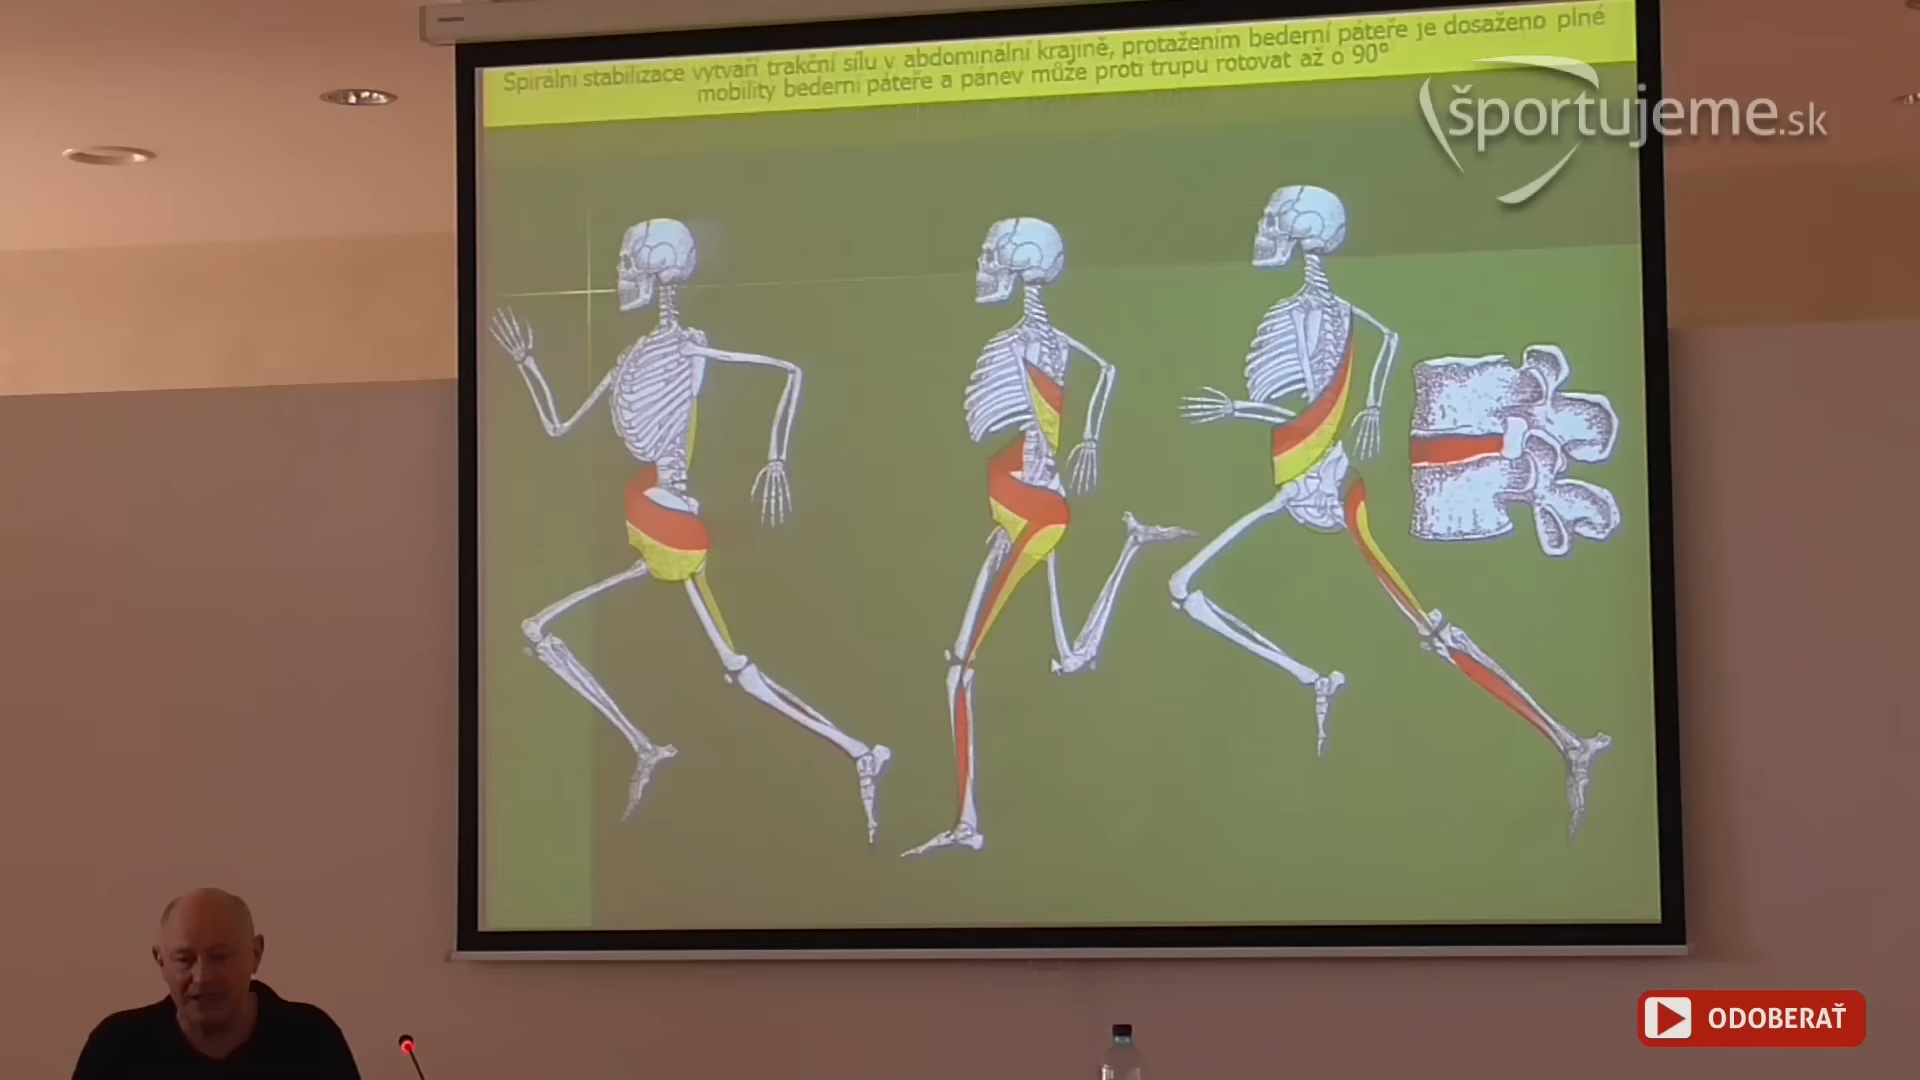 Spirální stabilizace vytváří trakční sílu v abdominální krajině, protažením bederní páteře je dosaženo plné
mobility bederní páteře a pánev může proti trupu rotovat až o 90°
športujeme.sk
ODOBERAŤ